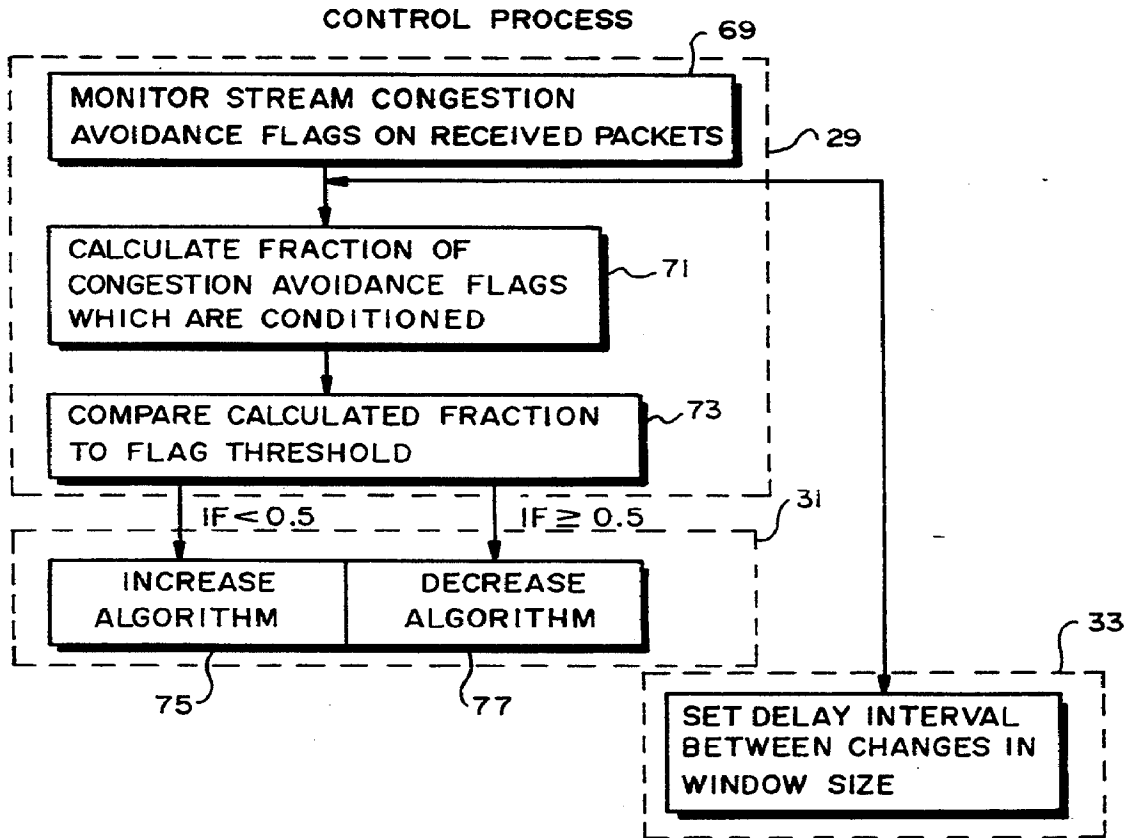 CONTROL PROCESS
69
MONITOR STREAM CONGESTION
AVOIDANCE FLAGS ON RECEIVED PACKETS
29
CALCULATE FRACTION OF
CONGESTION AVOIDANCE FLAGS
WHICH ARE CONDITIONED
71
COMPARE CALCULATED FRACTION
TO FLAG THRESHOLD
73
IF < 0.5
IF ≥ 0.5
31
INCREASE
ALGORITHM
DECREASE
ALGORITHM
75
77
33
SET DELAY INTERVAL
BETWEEN CHANGES IN
WINDOW SIZE